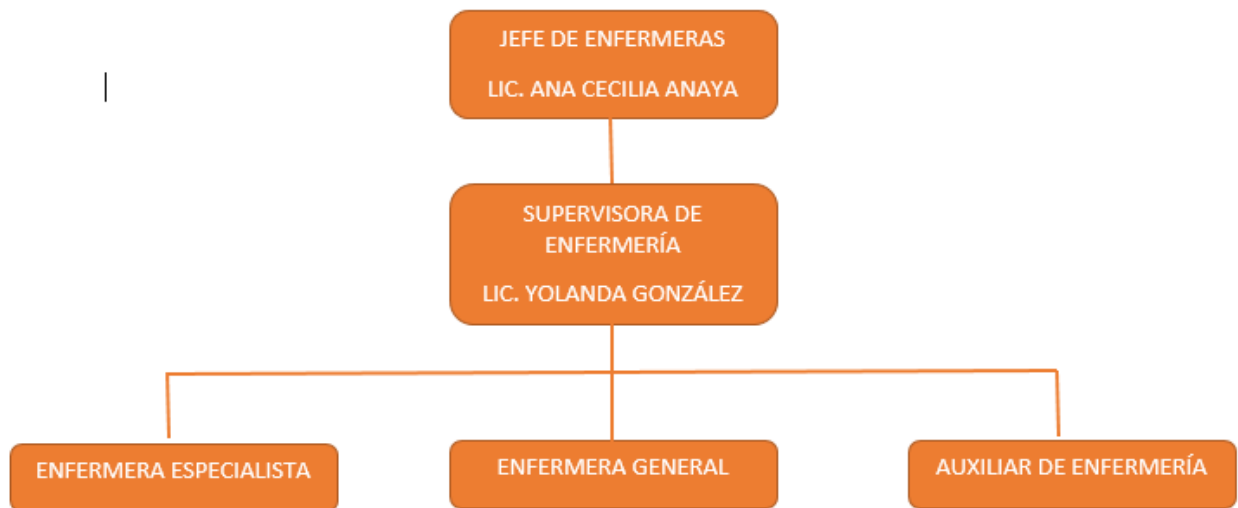 JEFE DE ENFERMERAS
LIC. ANA CECILIA ANAYA
SUPERVISORA DE
ENFERMERÍA
LIC. YOLANDA GONZÁLEZ
ENFERMERA ESPECIALISTA
ENFERMERA GENERAL
AUXILIAR DE ENFERMERÍA